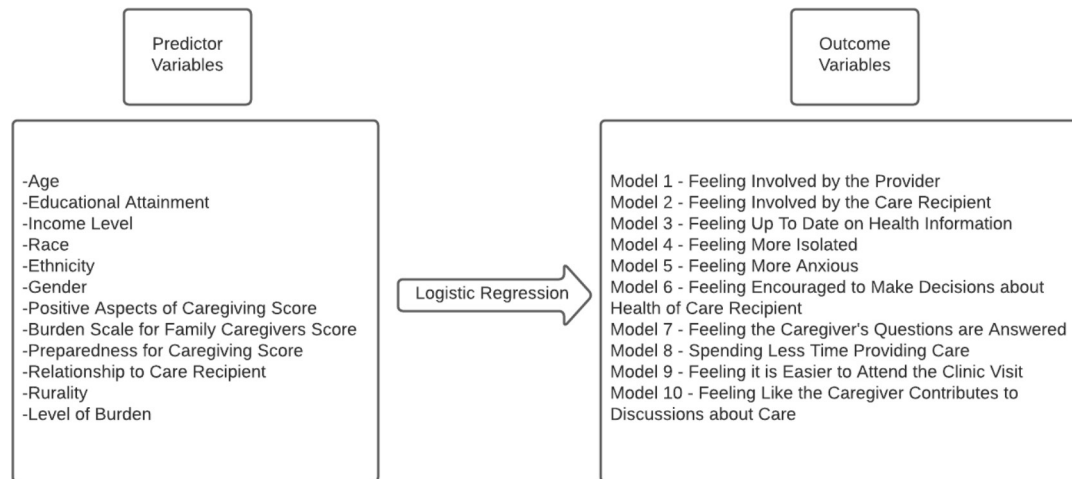 Predictor
Variables
Outcome
Variables
-Age
-Educational Attainment
-Income Level
-Race
-Ethnicity
-Gender
-Positive Aspects of Caregiving Score
-Burden Scale for Family Caregivers Score
-Preparedness for Caregiving Score
-Relationship to Care Recipient
-Rurality
-Level of Burden
Logistic Regression
Model 1 - Feeling Involved by the Provider
Model 2 - Feeling Involved by the Care Recipient
Model 3 - Feeling Up To Date on Health Information
Model 4 - Feeling More Isolated
Model 5 - Feeling More Anxious
Model 6 - Feeling Encouraged to Make Decisions about
Health of Care Recipient
Model 7 - Feeling the Caregiver's Questions are Answered
Model 8 - Spending Less Time Providing Care
Model 9 - Feeling it is Easier to Attend the Clinic Visit
Model 10 - Feeling Like the Caregiver Contributes to
Discussions about Care